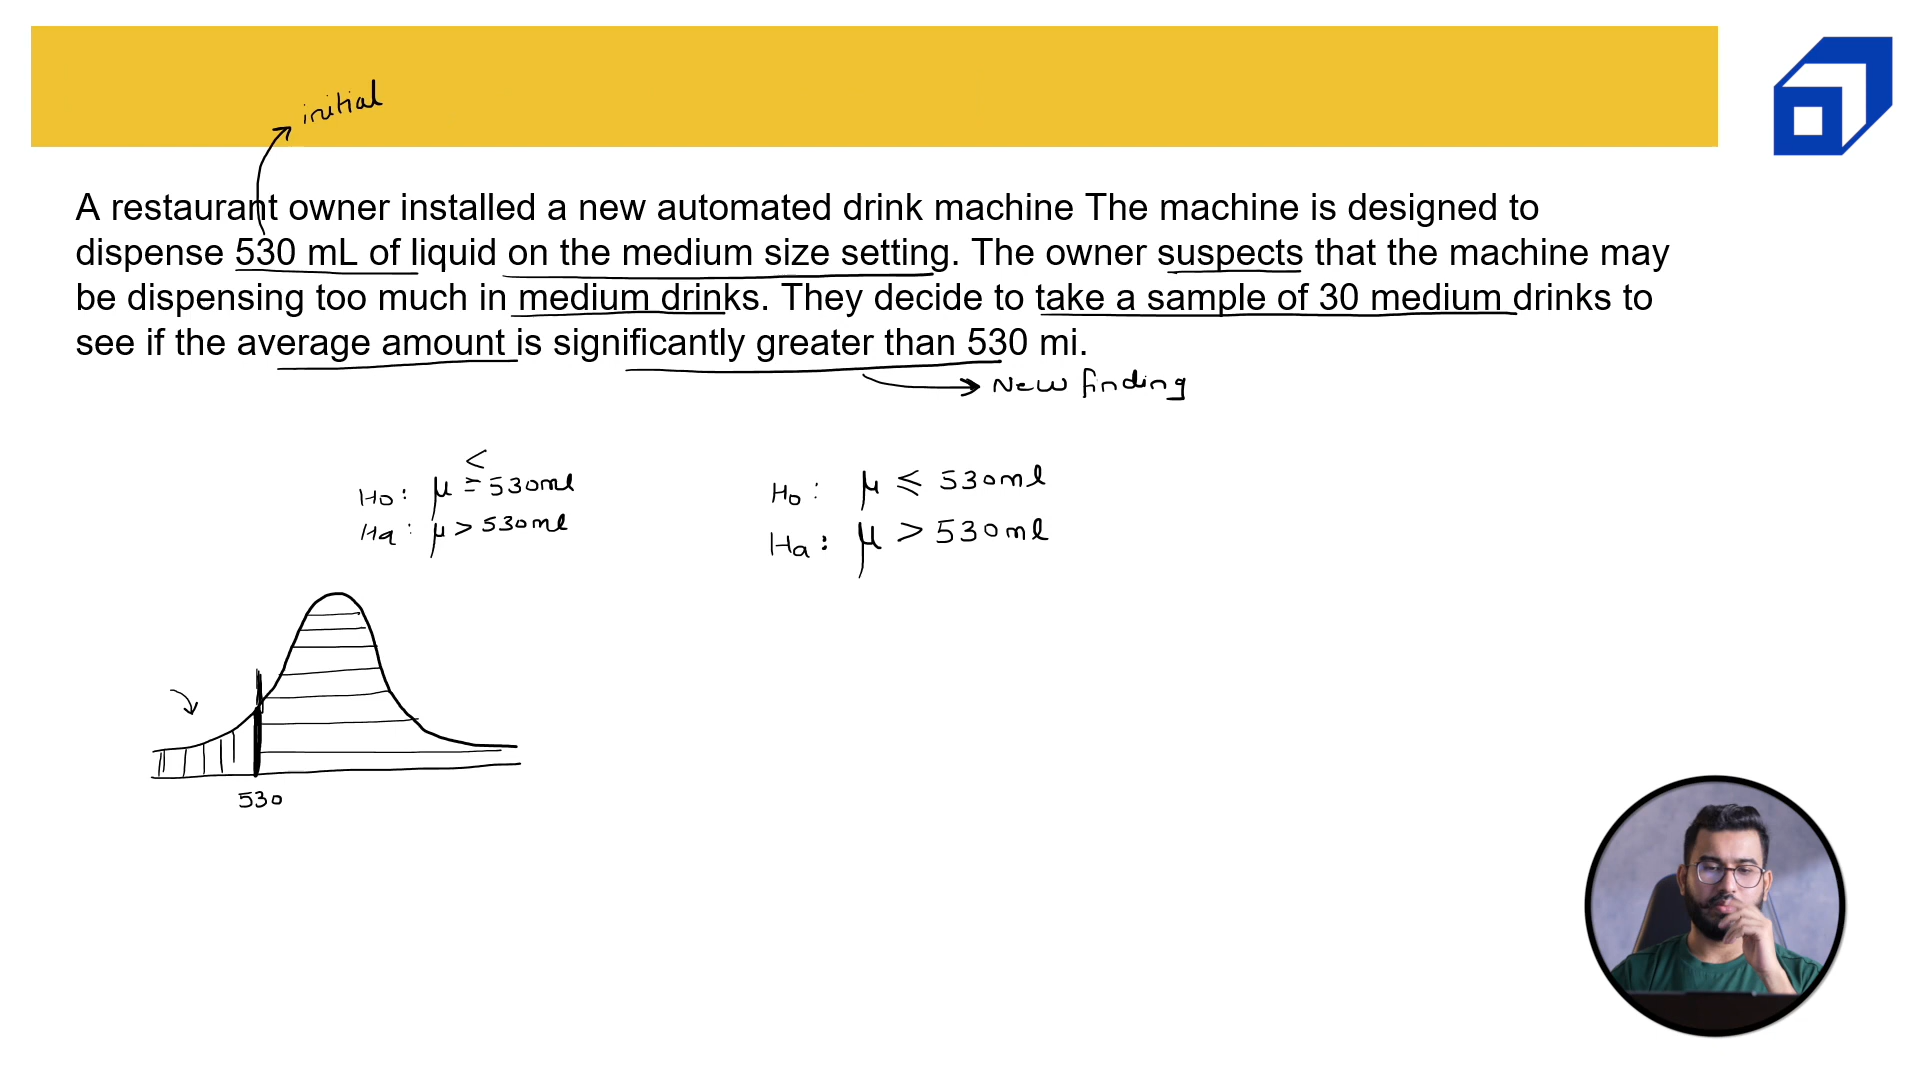 initial
A restaurant owner installed a new automated drink machine The machine is designed to
dispense 530 mL of liquid on the medium size setting. The owner suspects that the machine may
be dispensing too much in medium drinks. They decide to take a sample of 30 medium drinks to
see if the average amount is significantly greater than 530 mi.
New finding
<
H₀: μ = 530ml
Ha: μ > 530ml
H₀: μ ≤ 530ml
Ha: μ > 530ml
530